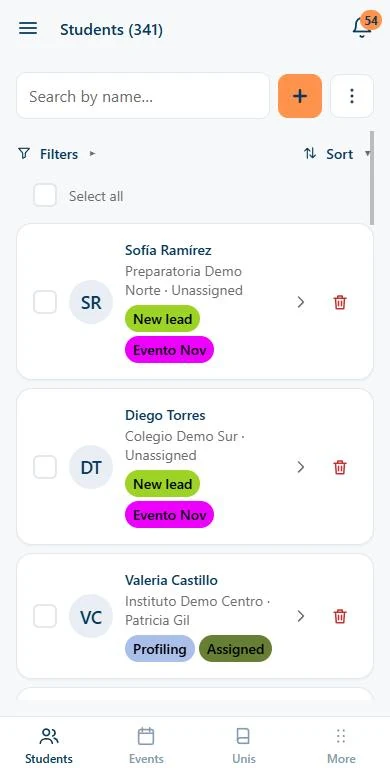 Students (341)
54
Search by name...
Filters
Sort
Select all
Sofía Ramírez
SR
Preparatoria Demo
Norte · Unassigned
New lead
Evento Nov
Diego Torres
DT
Colegio Demo Sur ·
Unassigned
New lead
Evento Nov
Valeria Castillo
VC
Instituto Demo Centro ·
Patricia Gil
Profiling Assigned
Students Events Unis More